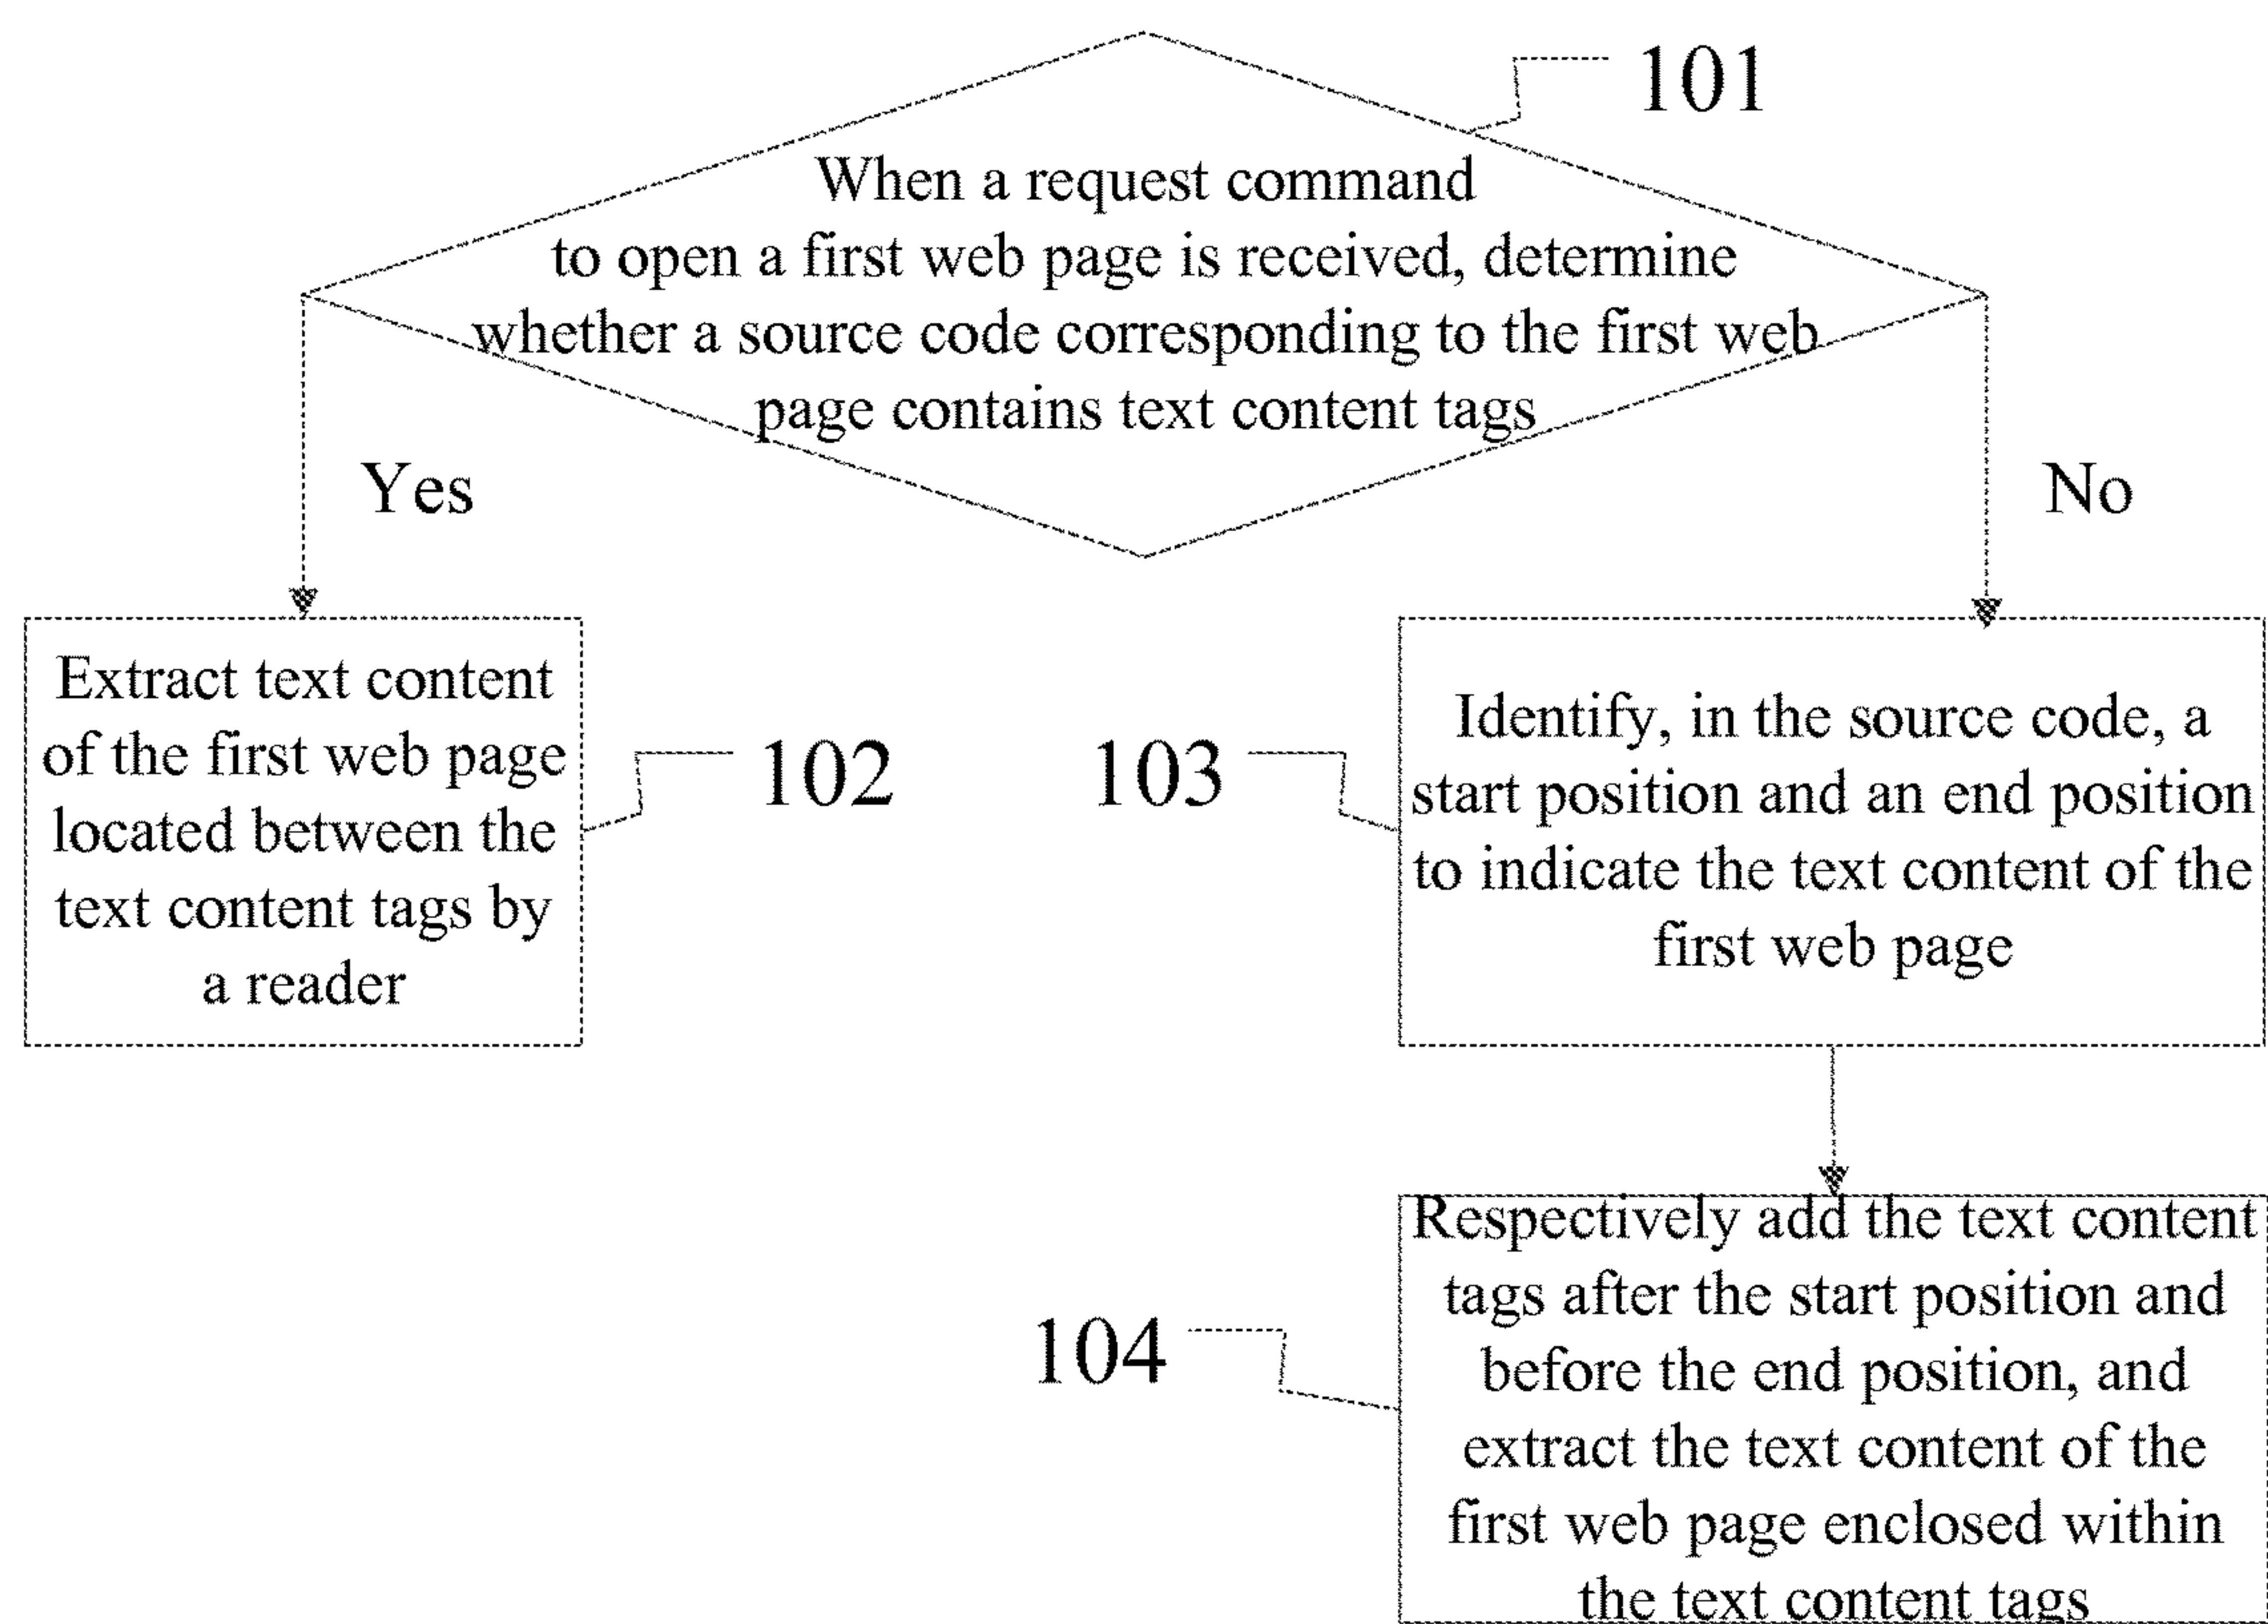 101
When a request command
to open a first web page is received, determine
whether a source code corresponding to the first web
page contains text content tags
Yes
No
Extract text content
of the first web page
located between the
text content tags by
a reader
102
103
Identify, in the source code, a
start position and an end position
to indicate the text content of the
first web page
104
Respectively add the text content
tags after the start position and
before the end position, and
extract the text content of the
first web page enclosed within
the text content tags